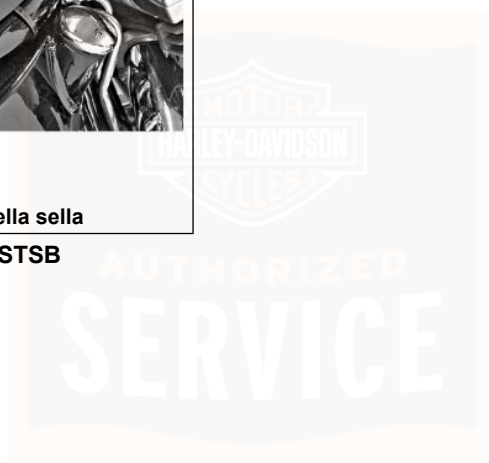 MOTOR
HARLEY-DAVIDSON
CYCLES
ella sella
STSB
AUTHORIZED
SERVICE